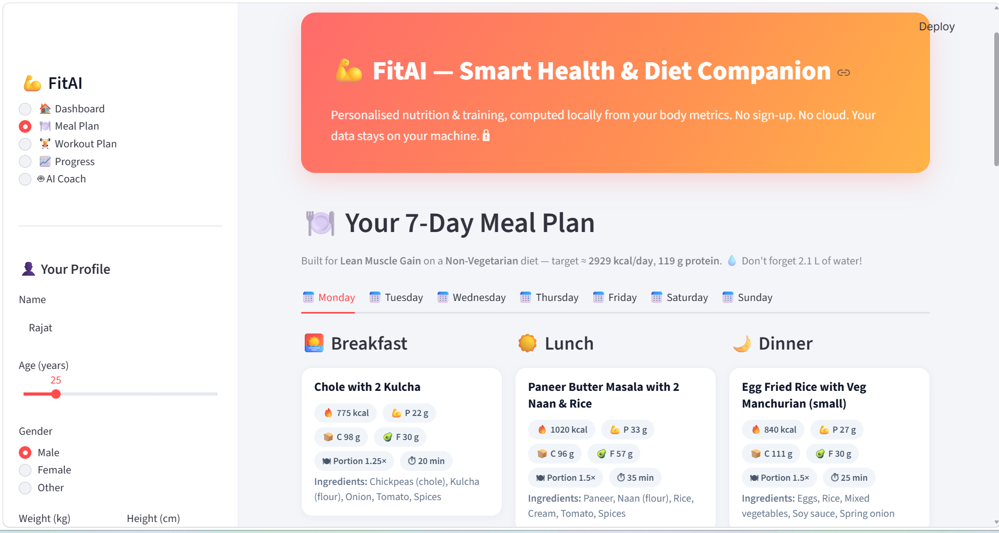 Deploy
💪 FitAI
🏠 Dashboard
🍽️ Meal Plan
🏋️ Workout Plan
📈 Progress
🤖 AI Coach
👤 Your Profile
Name
Rajat
Age (years)
25
Gender
Male
Female
Other
Weight (kg)
Height (cm)
💪 FitAI — Smart Health & Diet Companion
Personalised nutrition & training, computed locally from your body metrics. No sign-up. No cloud. Your
data stays on your machine. 🔒
🍽️ Your 7-Day Meal Plan
Built for Lean Muscle Gain on a Non-Vegetarian diet — target ≈ 2929 kcal/day, 119 g protein. 💧 Don't forget 2.1 L of water!
Monday
Tuesday
Wednesday
Thursday
Friday
Saturday
Sunday
🌅 Breakfast
Chole with 2 Kulcha
🔥 775 kcal
💪 P 22 g
C 98 g
🥑 F 30 g
🍽 Portion 1.25×
⏱ 20 min
Ingredients: Chickpeas (chole), Kulcha
(flour), Onion, Tomato, Spices
Lunch
Paneer Butter Masala with 2
Naan & Rice
🔥 1020 kcal
💪 P 33 g
C 96 g
🥑 F 57 g
🍽 Portion 1.5×
⏱ 35 min
Ingredients: Paneer, Naan (flour), Rice,
Cream, Tomato, Spices
🌙 Dinner
Egg Fried Rice with Veg
Manchurian (small)
🔥 840 kcal
💪 P 27 g
C 111 g
🥑 F 30 g
🍽 Portion 1.5×
⏱ 25 min
Ingredients: Eggs, Rice, Mixed
vegetables, Soy sauce, Spring onion